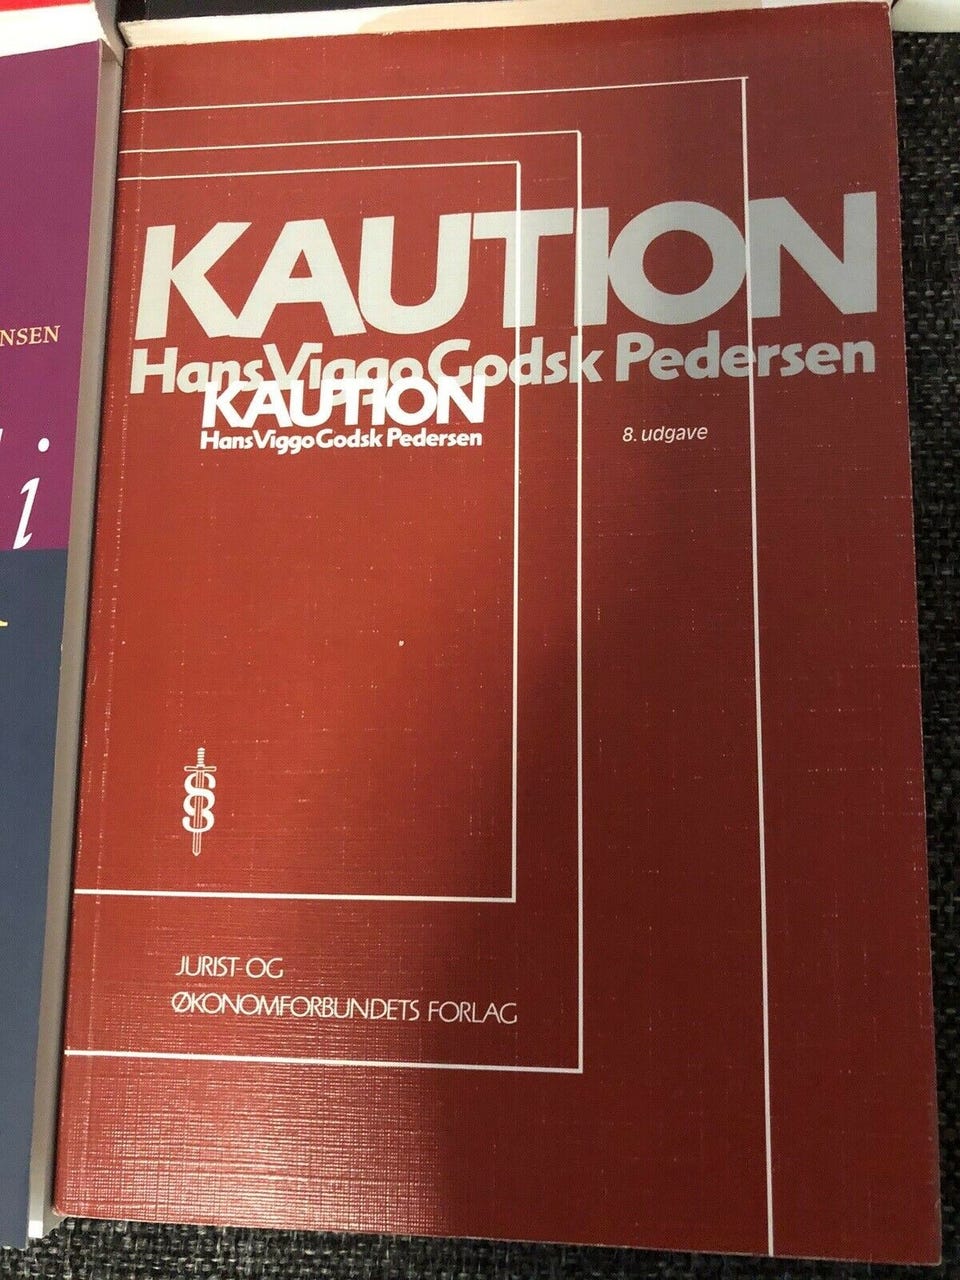 KAUTION
Hans Viggo Godsk Pedersen
KAUTION
Hans Viggo Godsk Pedersen
8. udgave
JURIST- OG
ØKONOMFORBUNDETS FORLAG
NSEN
i